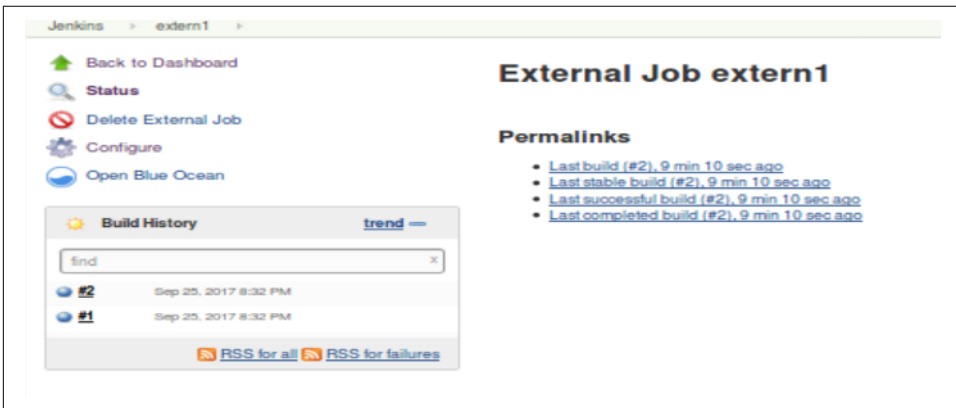 Jenkins extern1
Back to Dashboard
Status
Delete External Job
Configure
Open Blue Ocean
Build History trend
find x
#2 Sep 25, 2017 8:32 PM
#1 Sep 25, 2017 8:32 PM
RSS for all RSS for failures
External Job extern1
Permalinks
• Last build (#2), 9 min 10 sec ago
• Last stable build (#2), 9 min 10 sec ago
• Last successful build (#2), 9 min 10 sec ago
• Last completed build (#2), 9 min 10 sec ago